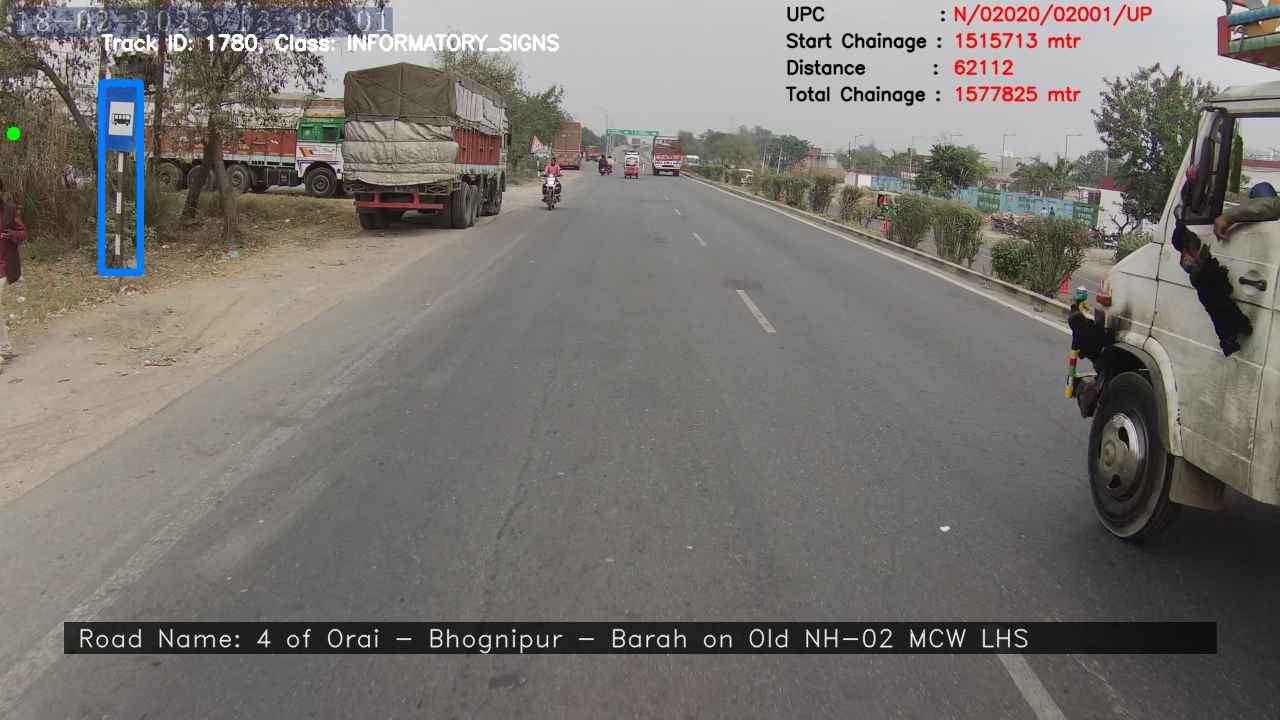 18-02-2025 13:06:01
Track ID: 1780, Class: INFORMATORY_SIGNS
UPC : N/02020/02001/UP
Start Chainage : 1515713 mtr
Distance : 62112
Total Chainage : 1577825 mtr
Road Name: 4 of Orai - Bhognipur - Barah on Old NH-02 MCW LHS